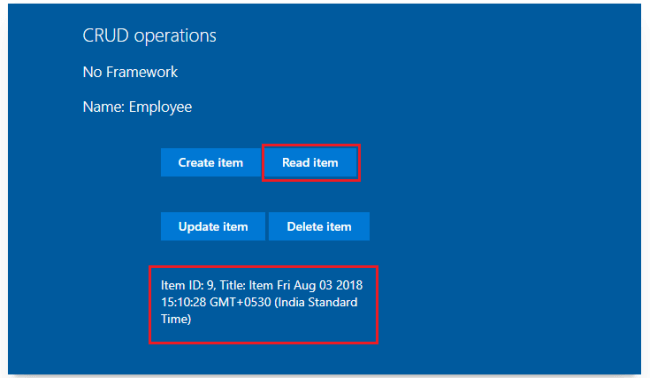 CRUD operations
No Framework
Name: Employee
Create item
Read item
Update item
Delete item
Item ID: 9, Title: Item Fri Aug 03 2018
15:10:28 GMT+0530 (India Standard
Time)